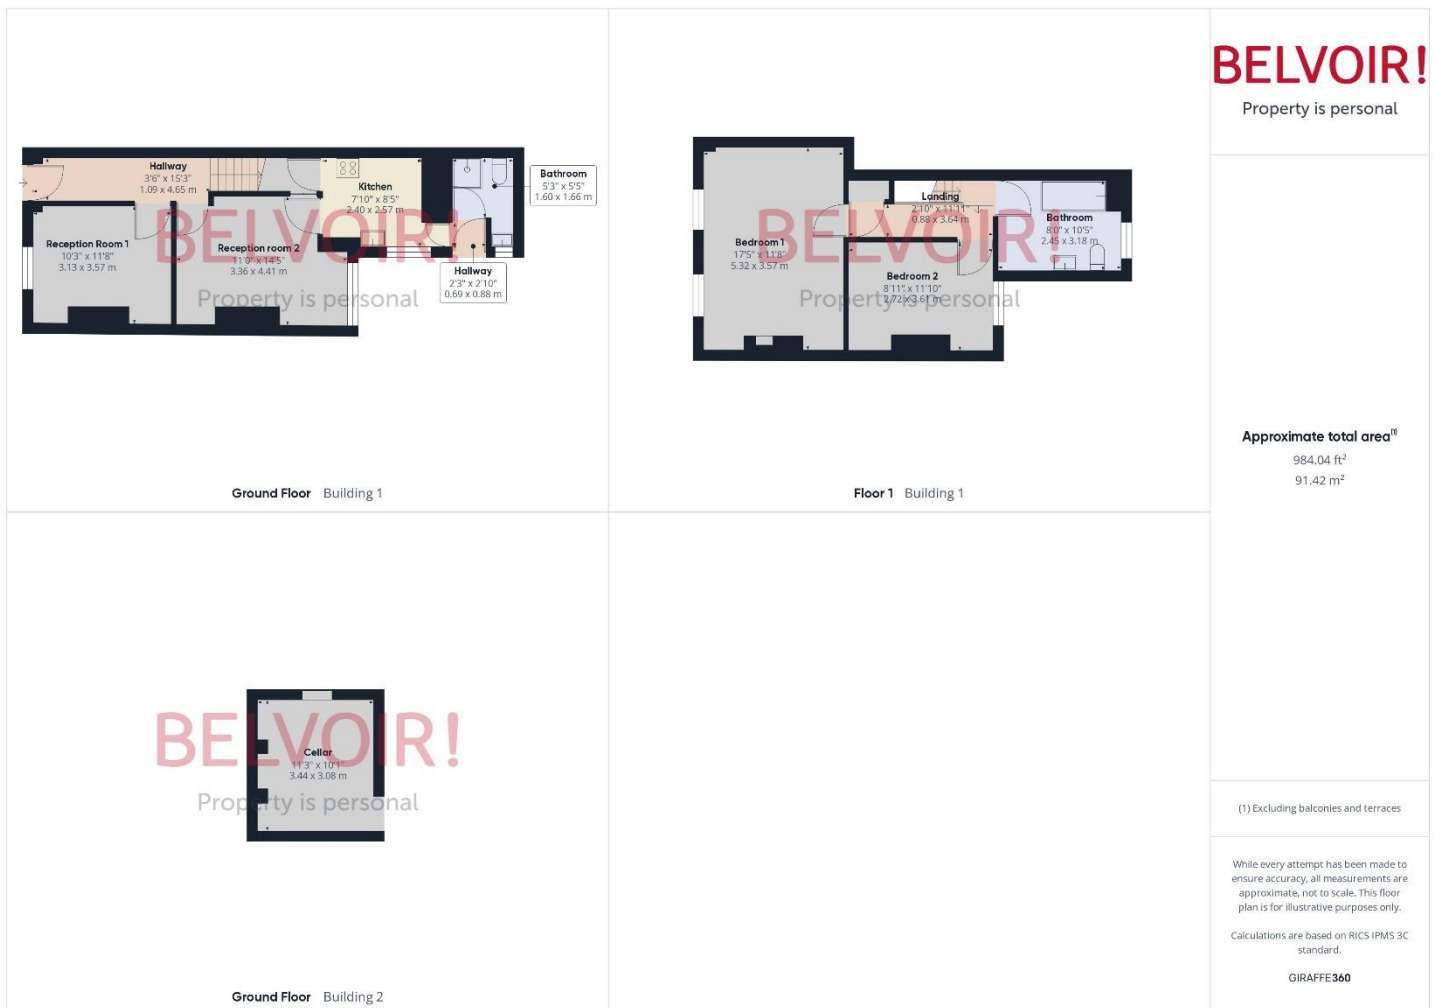 Hallway
3'6" x 15'3"
1.09 x 4.65 m
Kitchen
7'10" x 8'5"
2.40 x 2.57 m
Bathroom
5'3" x 5'5"
1.60 x 1.66 m
Reception Room 1
10'3" x 11'8"
3.13 x 3.57 m
Reception room 2
11'0" x 14'5"
3.36 x 4.41 m
Hallway
2'3" x 2'10"
0.69 x 0.88 m
BELVOIR!
Property is personal
Ground Floor Building 1
Landing
2'10" x 11'11"
0.88 x 3.64 m
Bathroom
8'0" x 10'5"
2.45 x 3.18 m
Bedroom 1
17'5" x 11'8"
5.32 x 3.57 m
Bedroom 2
8'11" x 11'10"
2.72 x 3.61 m
BELVOIR!
Property is personal
Floor 1 Building 1
Cellar
11'3" x 10'1"
3.44 x 3.08 m
BELVOIR!
Property is personal
Ground Floor Building 2
BELVOIR!
Property is personal
Approximate total area(1)
984.04 ft²
91.42 m²
(1) Excluding balconies and terraces
While every attempt has been made to
ensure accuracy, all measurements are
approximate, not to scale. This floor
plan is for illustrative purposes only.
Calculations are based on RICS IPMS 3C
standard.
GIRAFFE360